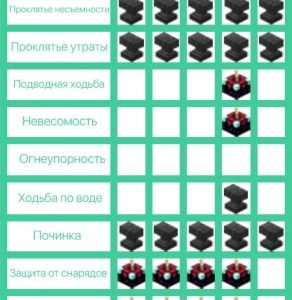 Проклятье несъемности
Проклятье утраты
Подводная ходьба
Невесомость
Огнеупорность
Ходьба по воде
Починка
Защита от снарядов